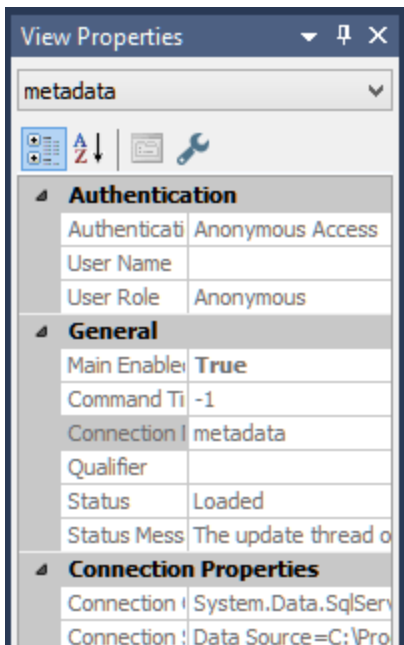 View Properties
metadata
A
Z
Authentication
Authenticati Anonymous Access
User Name
User Role Anonymous
General
Main Enable True
Command Ti -1
Connection metadata
Qualifier
Status Loaded
Status Mess The update thread o
Connection Properties
Connection System.Data.SqlServ
Connection Data Source=C:\Pro